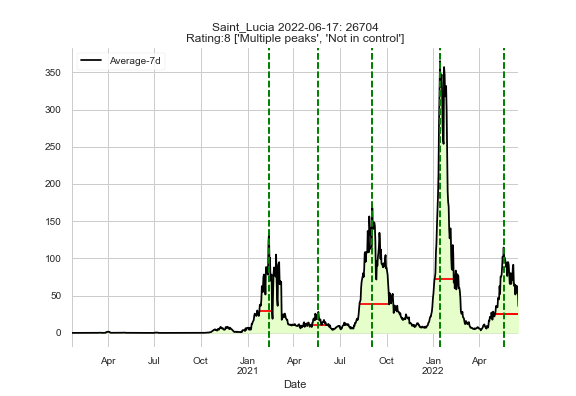 Saint_Lucia 2022-06-17: 26704
Rating:8 ['Multiple peaks', 'Not in control']
Average-7d
350
300
250
200
150
100
50
0
Apr Jul Oct Jan Apr Jul Oct Jan Apr
2021 2022
Date